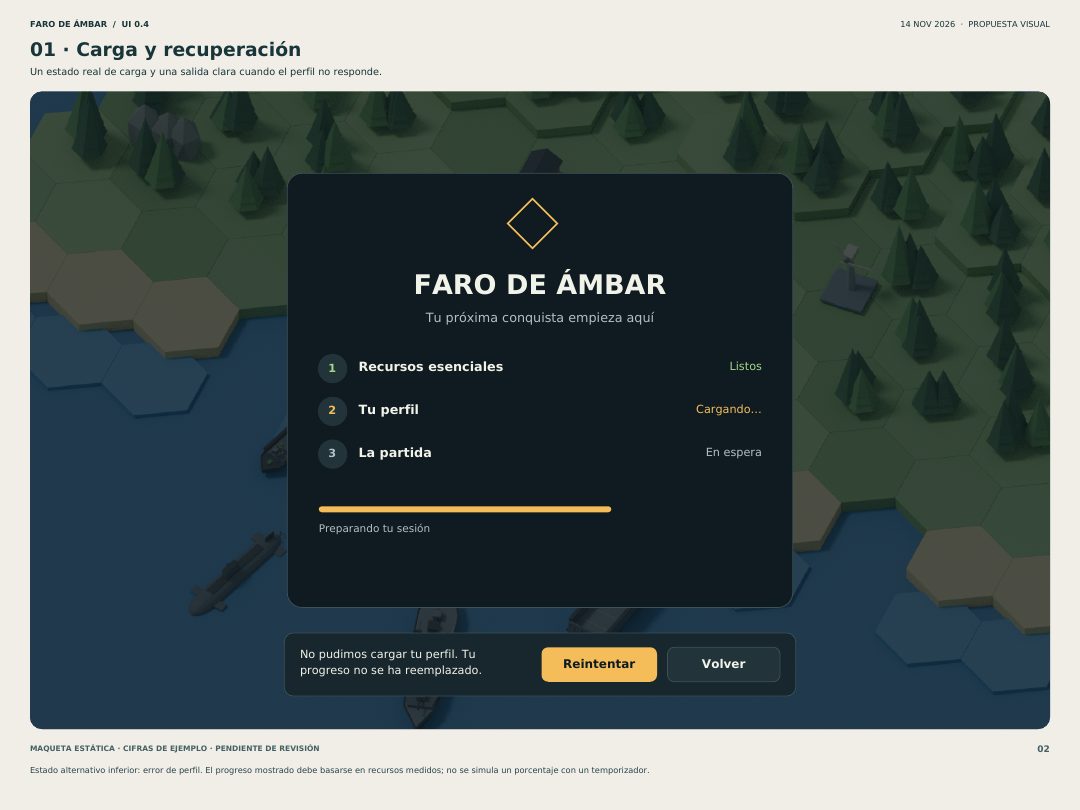 FARO DE ÁMBAR / UI 0.4
14 NOV 2026 · PROPUESTA VISUAL
01 · Carga y recuperación
Un estado real de carga y una salida clara cuando el perfil no responde.
FARO DE ÁMBAR
Tu próxima conquista empieza aquí
1 Recursos esenciales Listos
2 Tu perfil Cargando...
3 La partida En espera
Preparando tu sesión
No pudimos cargar tu perfil. Tu
progreso no se ha reemplazado.
Reintentar
Volver
MAQUETA ESTÁTICA · CIFRAS DE EJEMPLO · PENDIENTE DE REVISIÓN
02
Estado alternativo inferior: error de perfil. El progreso mostrado debe basarse en recursos medidos; no se simula un porcentaje con un temporizador.